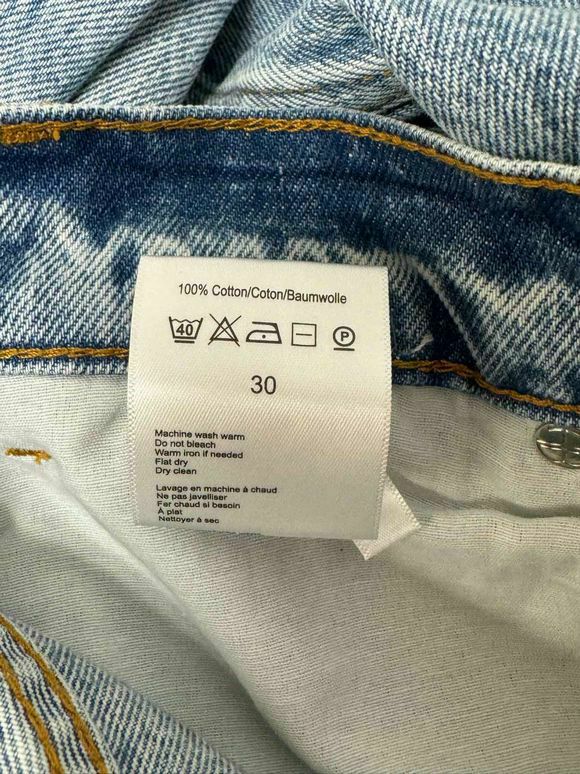 100% Cotton/Coton/Baumwolle
40 P
30
Machine wash warm
Do not bleach
Warm iron if needed
Flat dry
Dry clean
Lavage en machine à chaud
Ne pas javelliser
Fer chaud si besoin
A plat
Nettoyer à sec